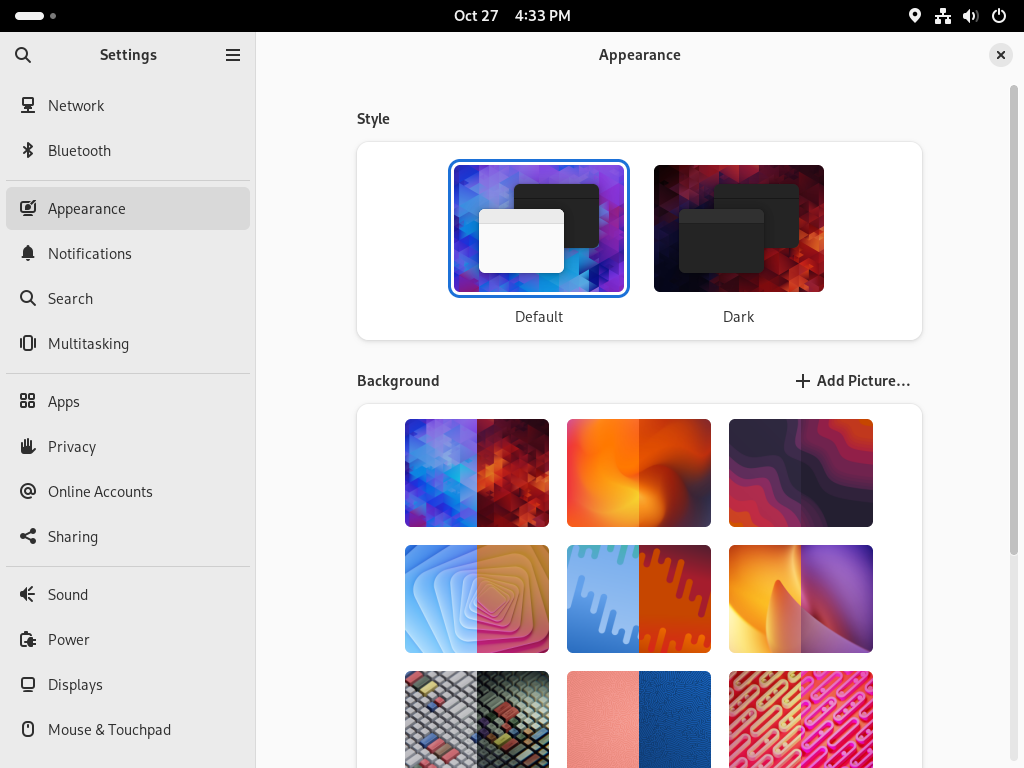 Oct 27 4:33 PM
Settings
Appearance
Network
Bluetooth
Appearance
Notifications
Search
Multitasking
Apps
Privacy
Online Accounts
Sharing
Sound
Power
Displays
Mouse & Touchpad
Style
Default
Dark
Background
Add Picture…